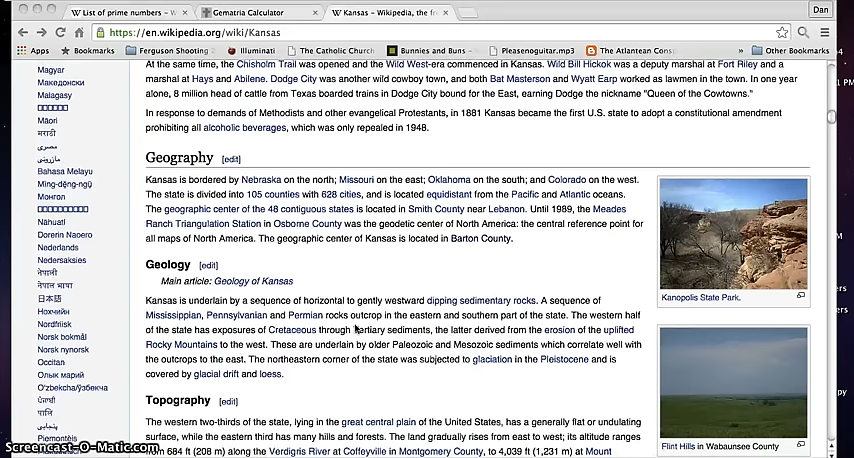 List of prime numbers - W
Gematria Calculator
Kansas - Wikipedia, the fr
Dan
https://en.wikipedia.org/wiki/Kansas
Apps
Bookmarks
Ferguson Shooting
Illuminati
The Catholic Church
Bunnies and Buns -
Pleasenoguitar.mp3
The Atlantean Cons
»
Other Bookmarks
Magyar
Македонски
Malagasy
Māori
मराठी
مصرى
مازِرونی
Bahasa Melayu
Mìng-dĕ̤ng-ngṳ̄
Монгол
Nāhuatl
Dorerin Naoero
Nederlands
Nedersaksies
नेपाली
नेपाल भाषा
日本語
Нохчийн
Nordfriisk
Norsk bokmål
Norsk nynorsk
Occitan
Олык марий
Oʻzbekcha/ўзбекча
ਪੰਜਾਬੀ
पालि
پنجابی
Piemontèis
At the same time, the Chisholm Trail was opened and the Wild West-era commenced in Kansas. Wild Bill Hickok was a deputy marshal at Fort Riley and a
marshal at Hays and Abilene. Dodge City was another wild cowboy town, and both Bat Masterson and Wyatt Earp worked as lawmen in the town. In one year
alone, 8 million head of cattle from Texas boarded trains in Dodge City bound for the East, earning Dodge the nickname "Queen of the Cowtowns."
In response to demands of Methodists and other evangelical Protestants, in 1881 Kansas became the first U.S. state to adopt a constitutional amendment
prohibiting all alcoholic beverages, which was only repealed in 1948.
Geography [edit]
Kansas is bordered by Nebraska on the north; Missouri on the east; Oklahoma on the south; and Colorado on the west.
The state is divided into 105 counties with 628 cities, and is located equidistant from the Pacific and Atlantic oceans.
The geographic center of the 48 contiguous states is located in Smith County near Lebanon. Until 1989, the Meades
Ranch Triangulation Station in Osborne County was the geodetic center of North America: the central reference point for
all maps of North America. The geographic center of Kansas is located in Barton County.
Geology [edit]
Main article: Geology of Kansas
Kansas is underlain by a sequence of horizontal to gently westward dipping sedimentary rocks. A sequence of
Mississippian, Pennsylvanian and Permian rocks outcrop in the eastern and southern part of the state. The western half
of the state has exposures of Cretaceous through Tertiary sediments, the latter derived from the erosion of the uplifted
Rocky Mountains to the west. These are underlain by older Paleozoic and Mesozoic sediments which correlate well with
the outcrops to the east. The northeastern corner of the state was subjected to glaciation in the Pleistocene and is
covered by glacial drift and loess.
Topography [edit]
The western two-thirds of the state, lying in the great central plain of the United States, has a generally flat or undulating
surface, while the eastern third has many hills and forests. The land gradually rises from east to west; its altitude ranges
from 684 ft (208 m) along the Verdigris River at Coffeyville in Montgomery County, to 4,039 ft (1,231 m) at Mount
Kanopolis State Park.
Flint Hills in Wabaunsee County
Screencast-O-Matic.com